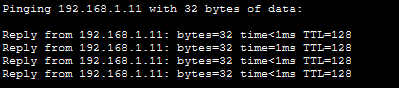 Pinging 192.168.1.11 with 32 bytes of data:
Reply from 192.168.1.11: bytes=32 time<1ms TTL=128
Reply from 192.168.1.11: bytes=32 time<1ms TTL=128
Reply from 192.168.1.11: bytes=32 time<1ms TTL=128
Reply from 192.168.1.11: bytes=32 time<1ms TTL=128